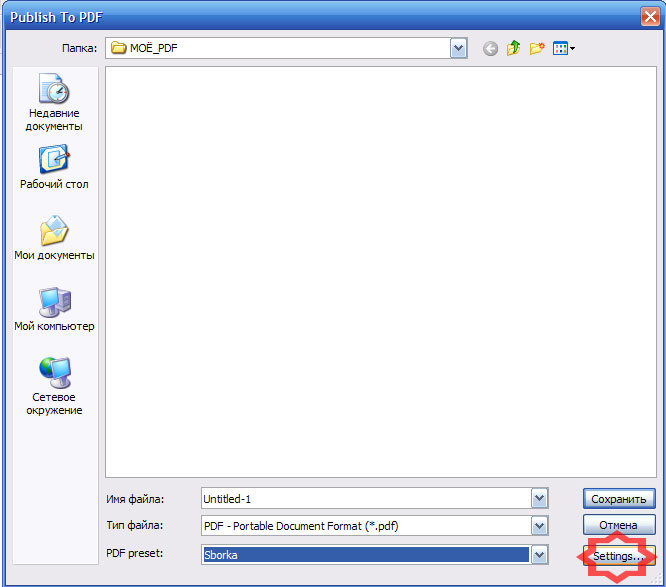 Publish To PDF
Папка: МОЁ_PDF
Недавние
документы
Рабочий стол
Мои документы
Мой компьютер
Сетевое
окружение
Имя файла: Untitled-1 Сохранить
Тип файла: PDF - Portable Document Format (*.pdf) Отмена
PDF preset: Sborka Settings...